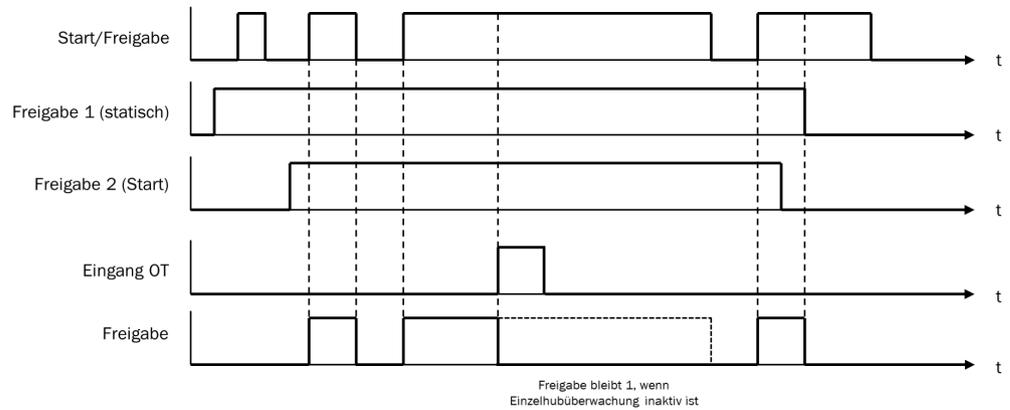 Start/Freigabe
t
Freigabe 1 (statisch)
t
Freigabe 2 (Start)
t
Eingang OT
t
Freigabe
t
Freigabe bleibt 1, wenn
Einzelhubüberwachung inaktiv ist